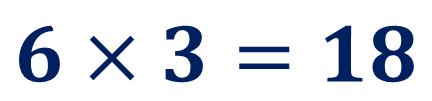 6 × 3 = 18